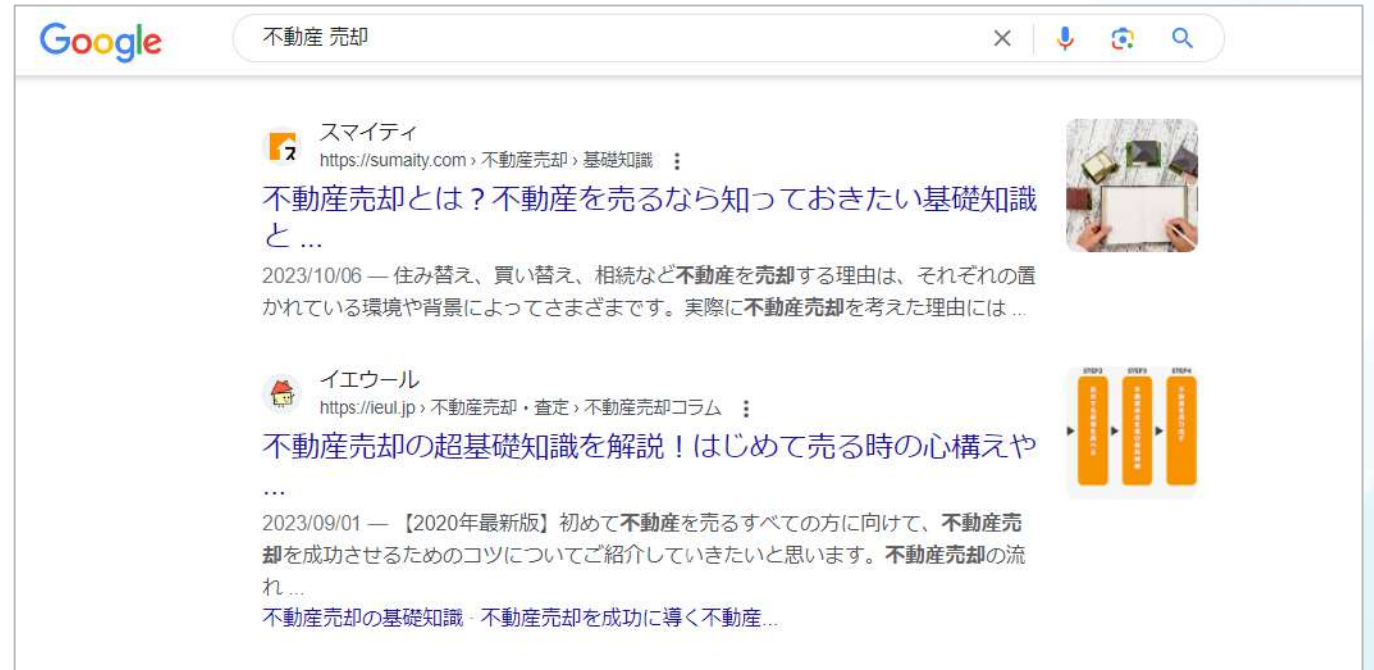 Google
不動産 売却
スマイティ
https://sumaity.com › 不動産売却 › 基礎知識
不動産売却とは？不動産を売るなら知っておきたい基礎知識
と ...
2023/10/06 — 住み替え、買い替え、相続など不動産を売却する理由は、それぞれの置
かれている環境や背景によってさまざまです。実際に不動産売却を考えた理由には ...
イエウール
https://ieul.jp › 不動産売却・査定 › 不動産売却コラム
不動産売却の超基礎知識を解説！はじめて売る時の心構えや
...
2023/09/01 — 【2020年最新版】初めて不動産を売るすべての方に向けて、不動産売
却を成功させるためのコツについてご紹介していきたいと思います。不動産売却の流
れ ...
不動産売却の基礎知識 · 不動産売却を成功に導く不動産...
STEP2 STEP3 STEP4